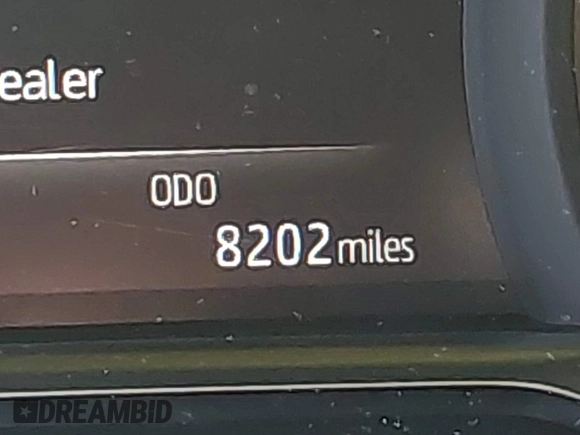 ealer
ODO
8202 miles
DREAMBID